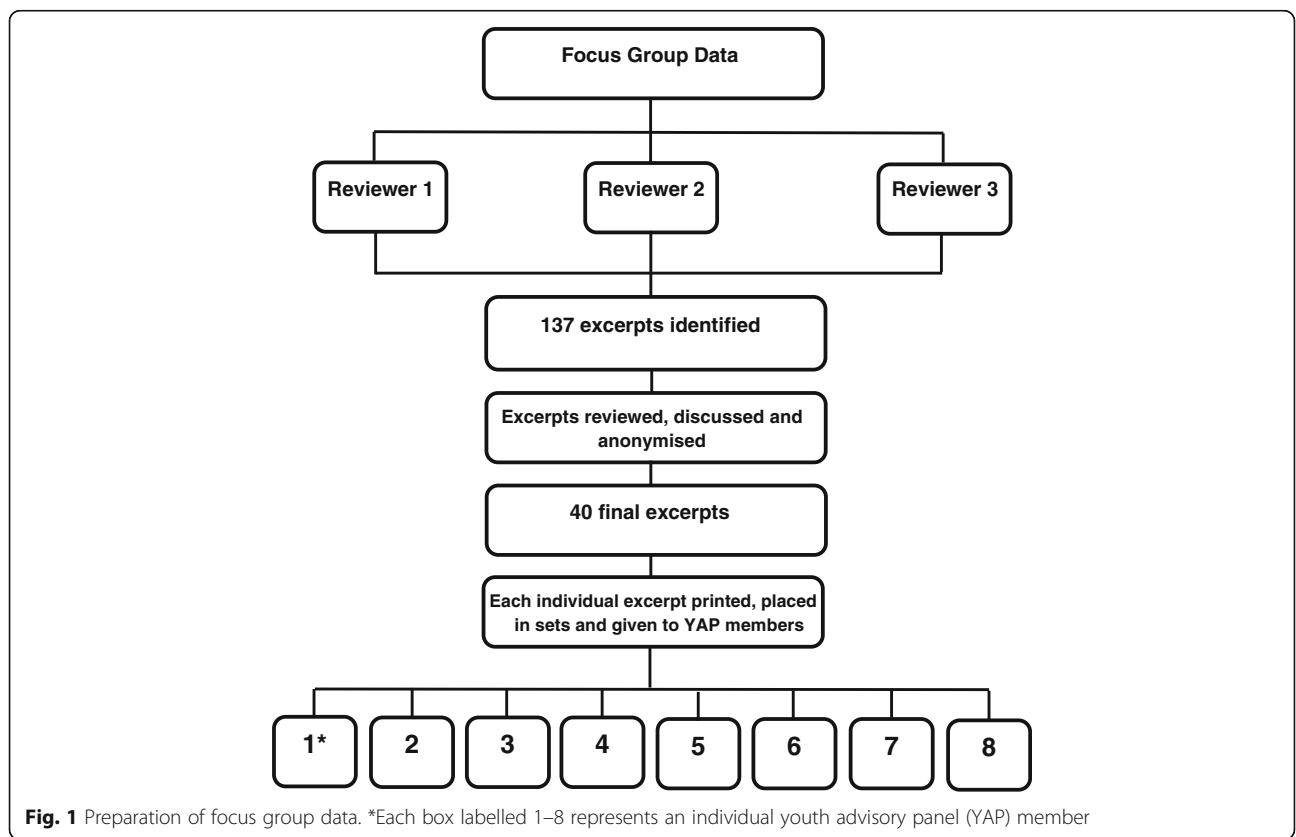 Focus Group Data
Reviewer 1
Reviewer 2
Reviewer 3
137 excerpts identified
Excerpts reviewed, discussed and
anonymised
40 final excerpts
Each individual excerpt printed, placed
in sets and given to YAP members
1*
2
3
4
5
6
7
8
Fig. 1 Preparation of focus group data. *Each box labelled 1–8 represents an individual youth advisory panel (YAP) member